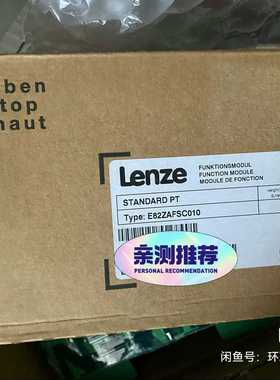 ben
top
haut
Lenze
FUNKTIONSMODUL
FUNCTION MODULE
MODULE DE FONCTION
STANDARD PT
Type: E82ZAFSC010
亲测推荐
PERSONAL RECOMMENDATION
闲鱼号：环